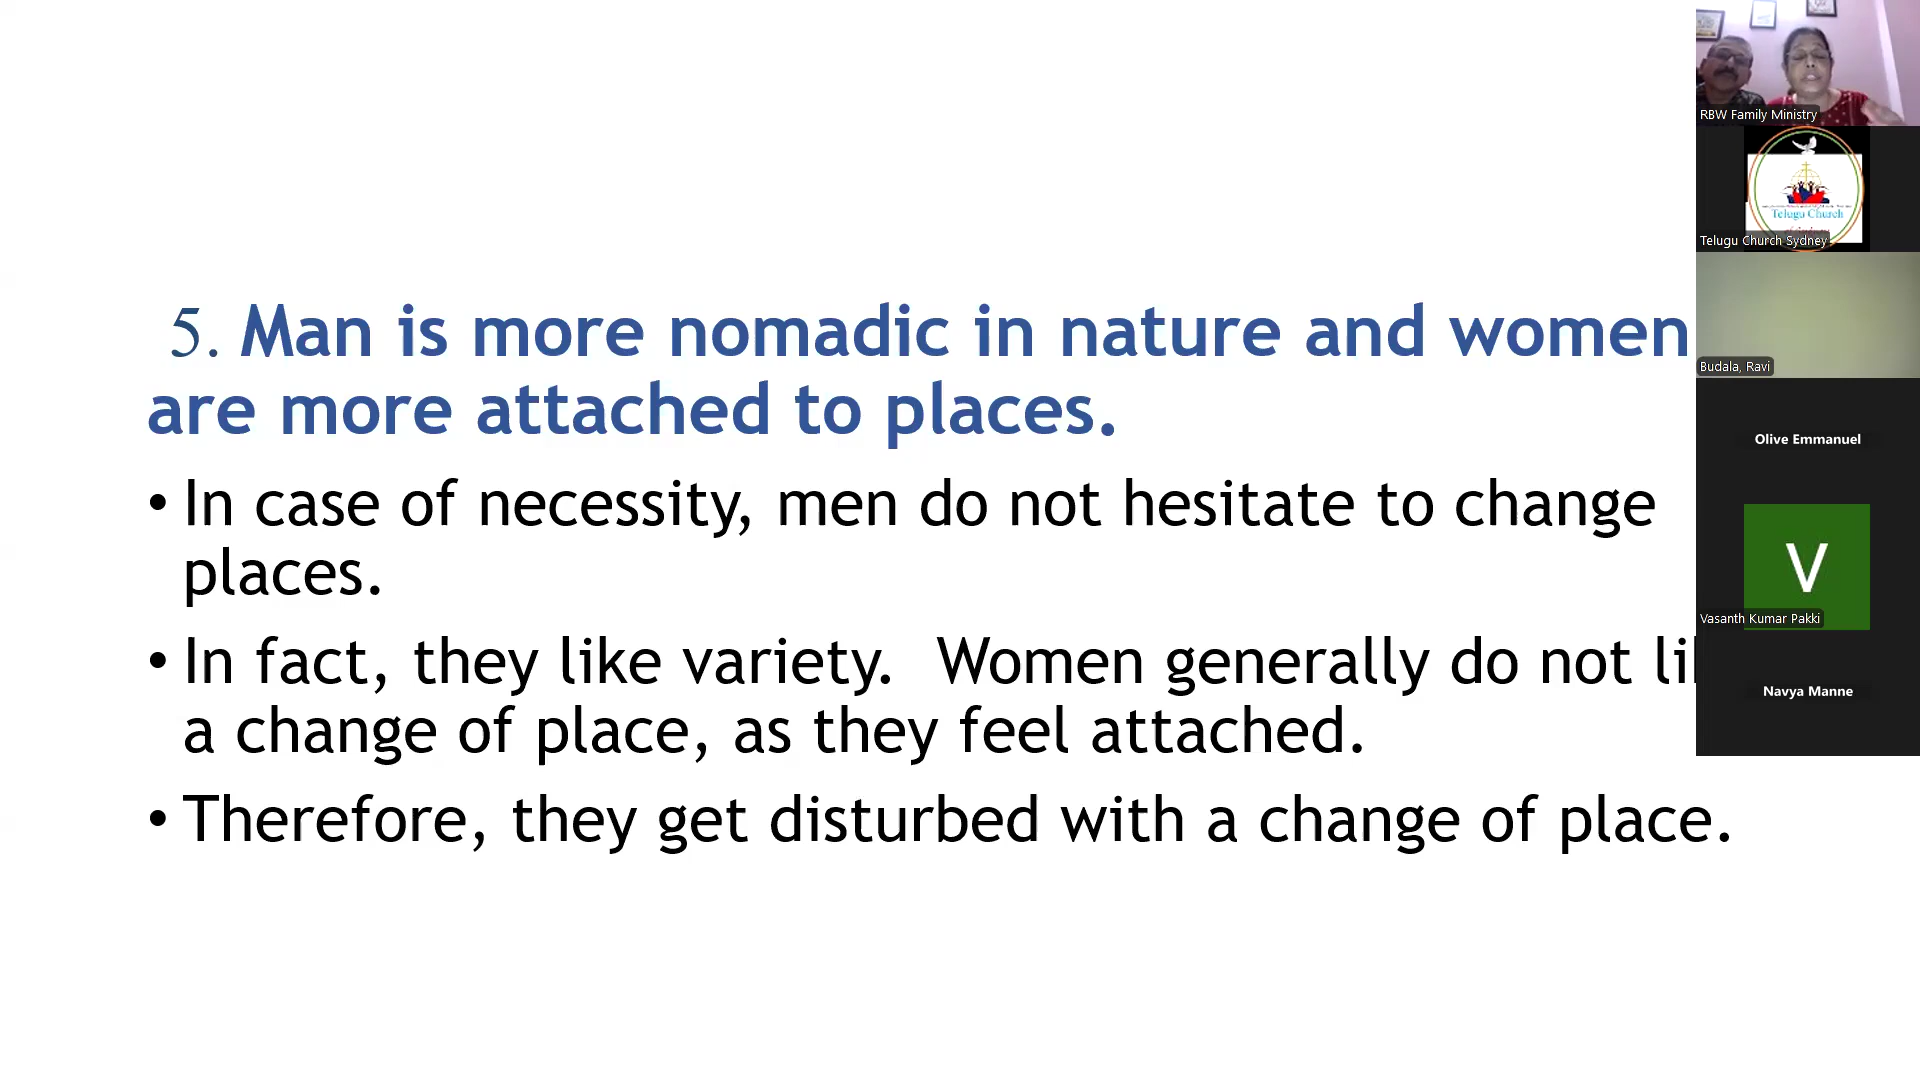 5. Man is more nomadic in nature and women
are more attached to places.
• In case of necessity, men do not hesitate to change
places.
• In fact, they like variety. Women generally do not
a change of place, as they feel attached.
• Therefore, they get disturbed with a change of place.
RBW Family Ministry
Telugu Church
Telugu Church Sydney
Budala, Ravi
Olive Emmanuel
V
Vasanth Kumar Pakki
Navya Manne